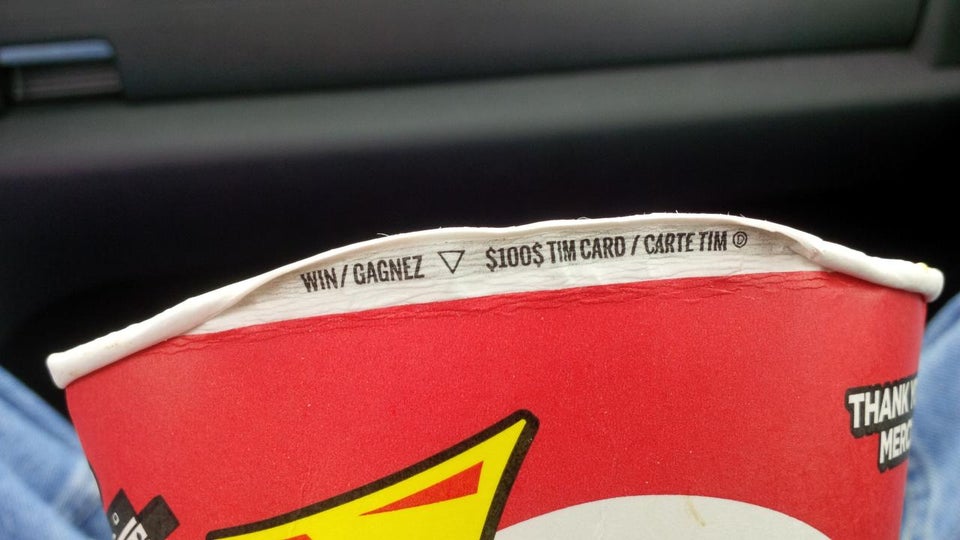 WIN / GAGNEZ ▽ $100$ TIM CARD / CARTE TIM Ⓓ
THANK